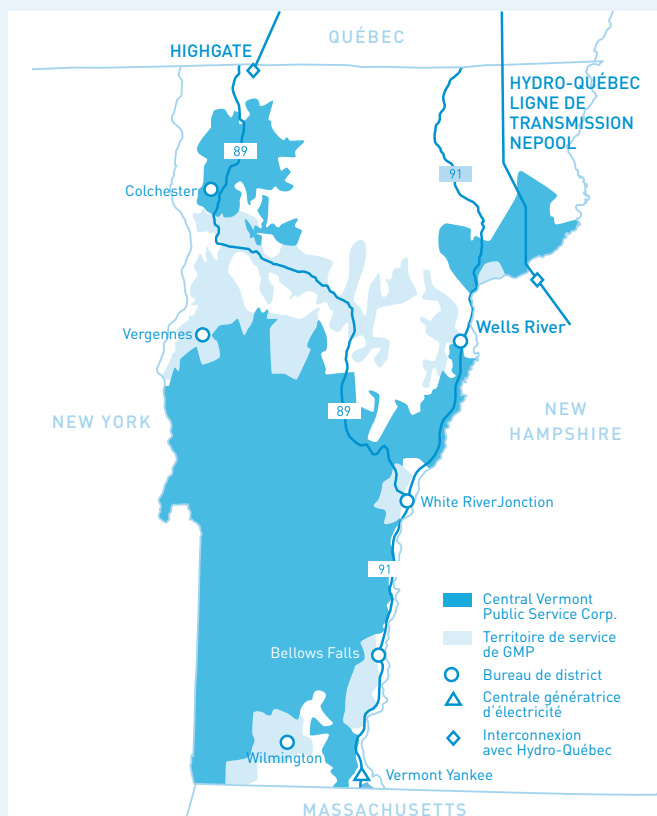 QUÉBEC
HIGHGATE
HYDRO-QUÉBEC
LIGNE DE
TRANSMISSION
NEPOOL
89
91
Colchester
Vergennes
Wells River
NEW YORK
89
NEW
HAMPSHIRE
White RiverJonction
91
Central Vermont
Public Service Corp.
Territoire de service
de GMP
Bellows Falls
Bureau de district
Centrale génératrice
d'électricité
Interconnexion
avec Hydro-Québec
Wilmington
Vermont Yankee
MASSACHUSETTS